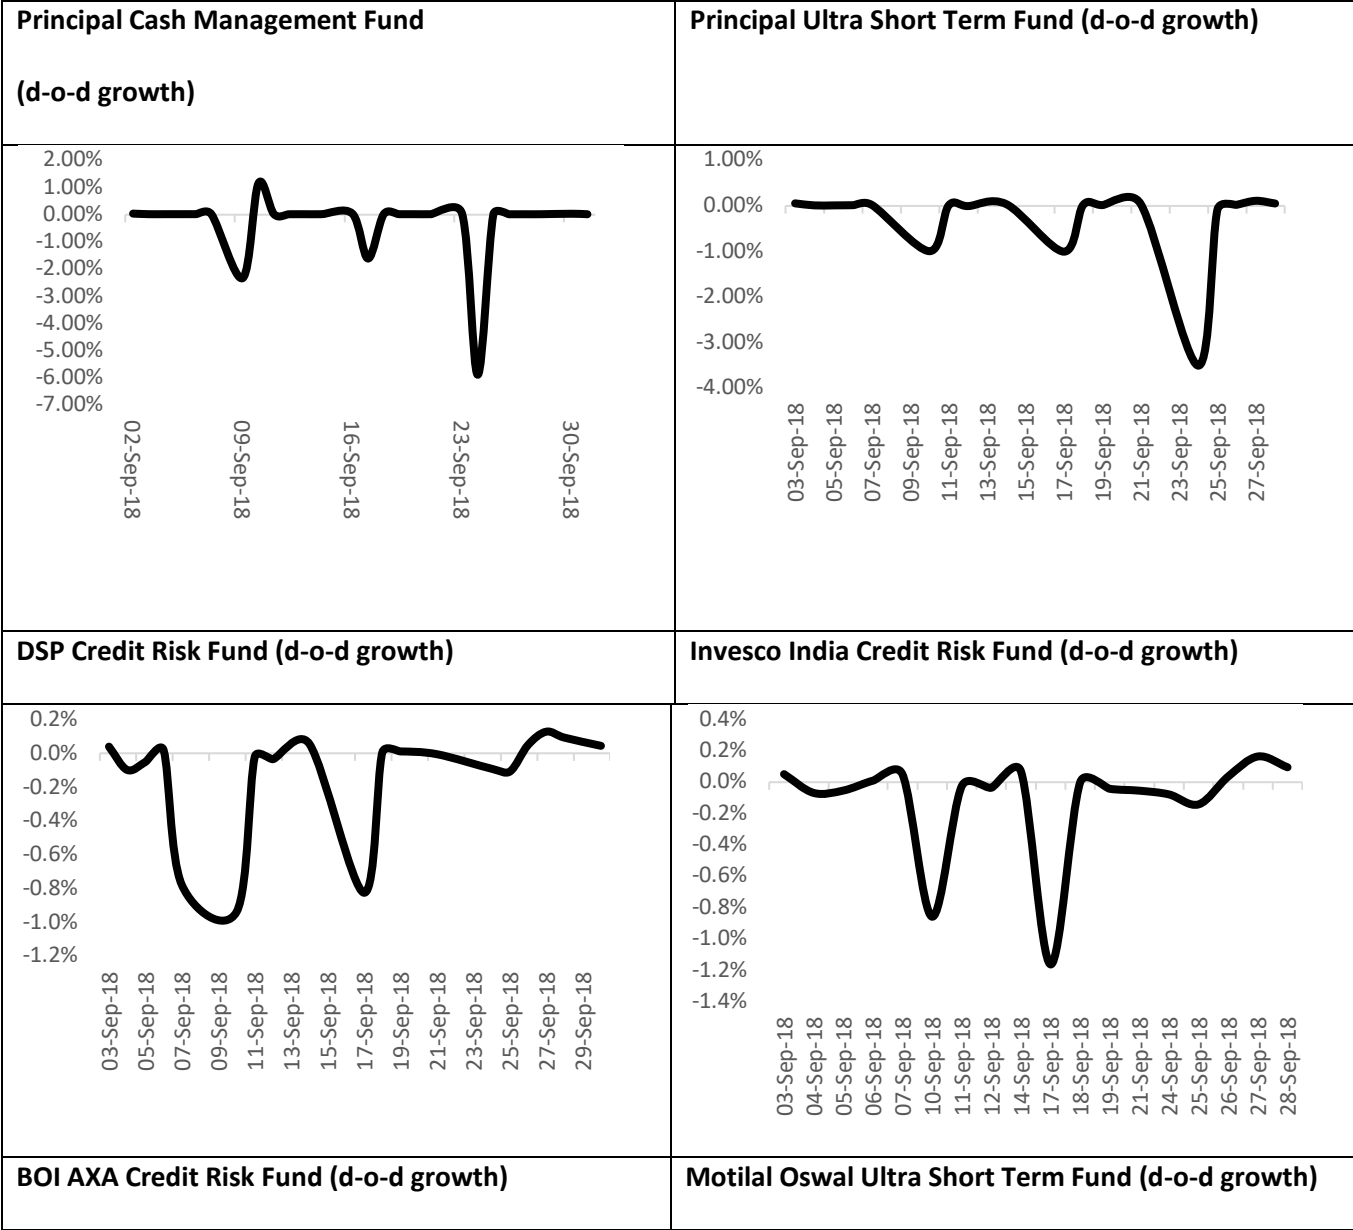 Principal Cash Management Fund
(d-o-d growth)
Principal Ultra Short Term Fund (d-o-d growth)
2.00%
1.00%
0.00%
-1.00%
-2.00%
-3.00%
-4.00%
-5.00%
-6.00%
-7.00%
02-Sep-18
09-Sep-18
16-Sep-18
23-Sep-18
30-Sep-18
1.00%
0.00%
-1.00%
-2.00%
-3.00%
-4.00%
03-Sep-18
05-Sep-18
07-Sep-18
09-Sep-18
11-Sep-18
13-Sep-18
15-Sep-18
17-Sep-18
19-Sep-18
21-Sep-18
23-Sep-18
25-Sep-18
27-Sep-18
DSP Credit Risk Fund (d-o-d growth)
Invesco India Credit Risk Fund (d-o-d growth)
0.2%
0.0%
-0.2%
-0.4%
-0.6%
-0.8%
-1.0%
-1.2%
03-Sep-18
05-Sep-18
07-Sep-18
09-Sep-18
11-Sep-18
13-Sep-18
15-Sep-18
17-Sep-18
19-Sep-18
21-Sep-18
23-Sep-18
25-Sep-18
27-Sep-18
29-Sep-18
0.4%
0.2%
0.0%
-0.2%
-0.4%
-0.6%
-0.8%
-1.0%
-1.2%
-1.4%
03-Sep-18
04-Sep-18
05-Sep-18
06-Sep-18
07-Sep-18
10-Sep-18
11-Sep-18
12-Sep-18
14-Sep-18
17-Sep-18
18-Sep-18
19-Sep-18
21-Sep-18
24-Sep-18
25-Sep-18
26-Sep-18
27-Sep-18
28-Sep-18
BOI AXA Credit Risk Fund (d-o-d growth)
Motilal Oswal Ultra Short Term Fund (d-o-d growth)